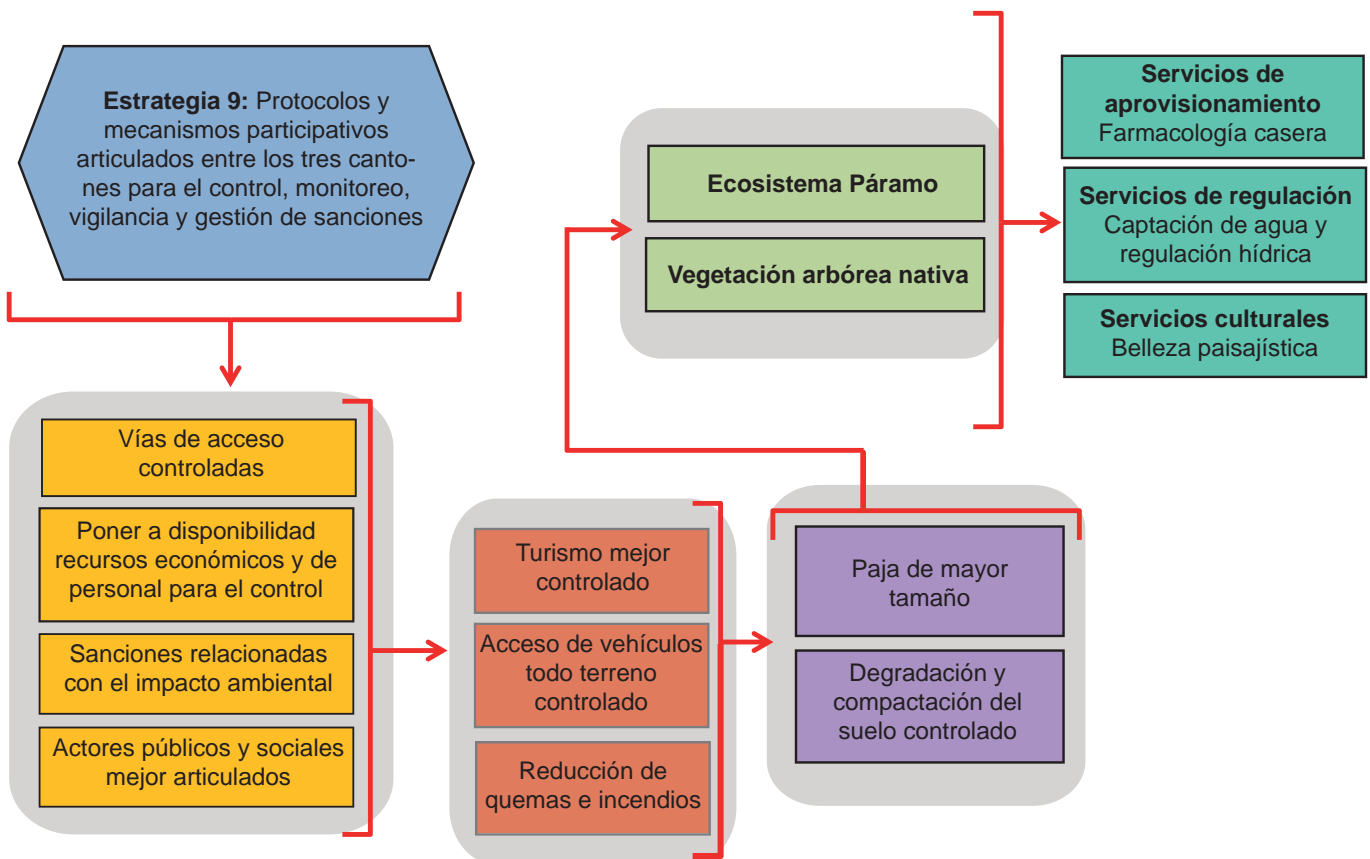 Estrategia 9: Protocolos y
mecanismos participativos
articulados entre los tres canto-
nes para el control, monitoreo,
vigilancia y gestión de sanciones
Vías de acceso
controladas
Poner a disponibilidad
recursos económicos y de
personal para el control
Sanciones relacionadas
con el impacto ambiental
Actores públicos y sociales
mejor articulados
Turismo mejor
controlado
Acceso de vehículos
todo terreno
controlado
Reducción de
quemas e incendios
Paja de mayor
tamaño
Degradación y
compactación del
suelo controlado
Ecosistema Páramo
Vegetación arbórea nativa
Servicios de
aprovisionamiento
Farmacología casera
Servicios de regulación
Captación de agua y
regulación hídrica
Servicios culturales
Belleza paisajística